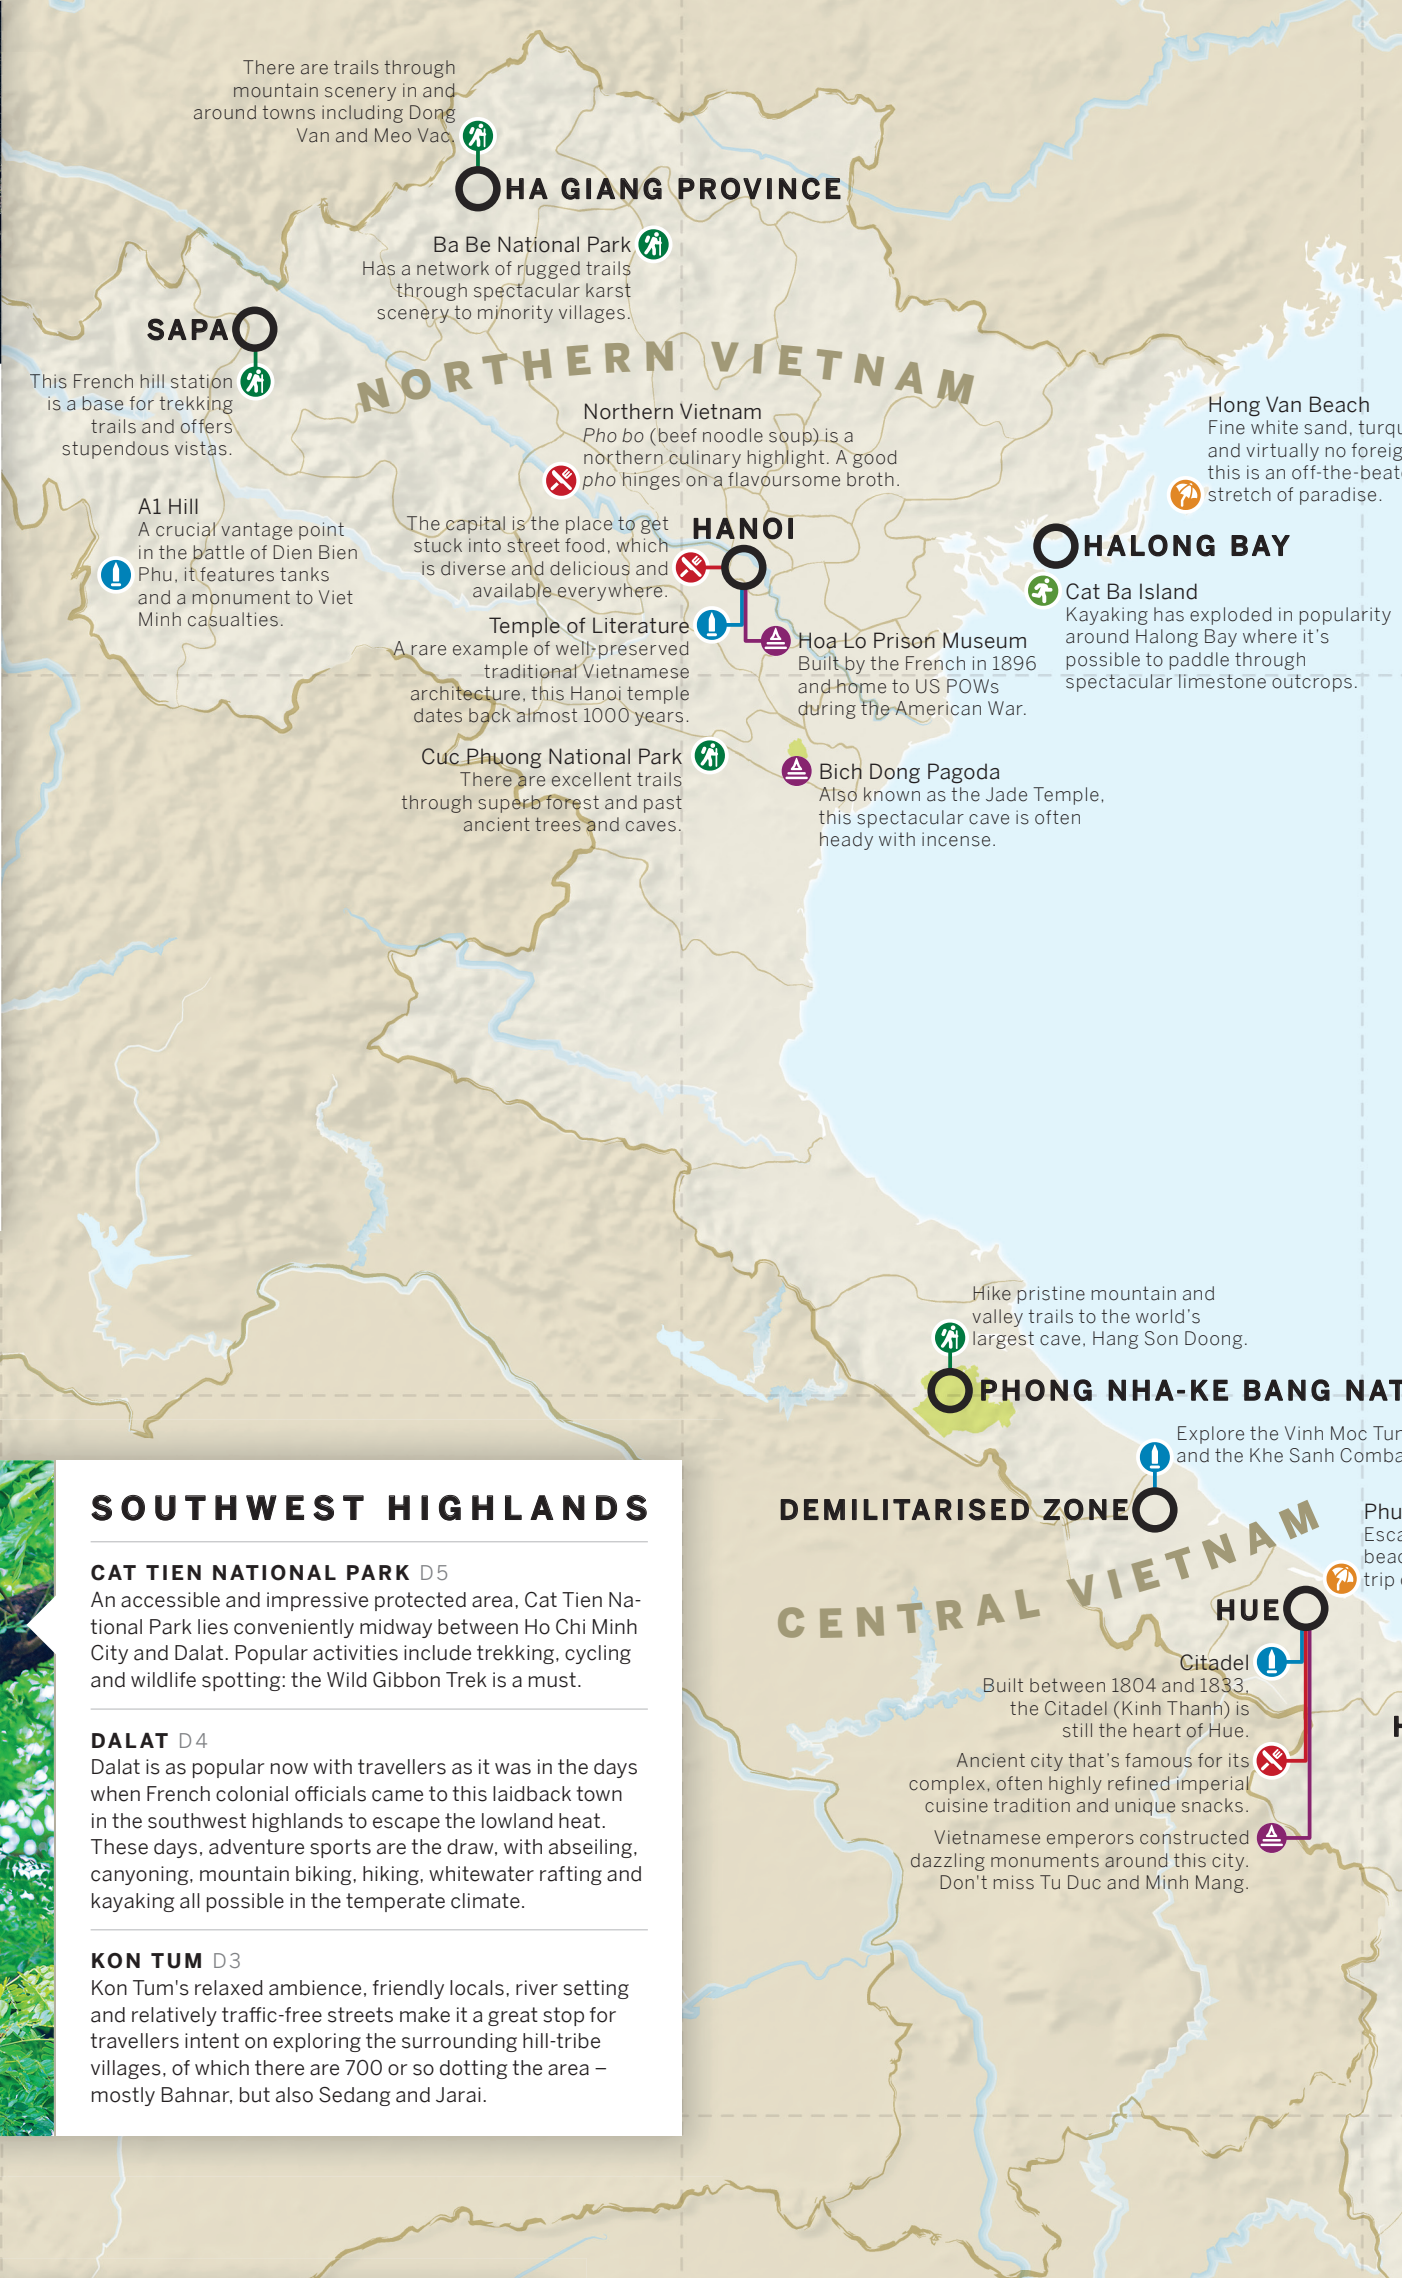 There are trails through
mountain scenery in and
around towns including Dong
Van and Meo Vac.
HA GIANG PROVINCE
Ba Be National Park
Has a network of rugged trails
through spectacular karst
scenery to minority villages.
SAPA
This French hill station
is a base for trekking
trails and offers
stupendous vistas.
NORTHERN VIETNAM
Northern Vietnam
Pho bo (beef noodle soup) is a
northern culinary highlight. A good
pho hinges on a flavoursome broth.
Hong Van Beach
Fine white sand, turqu
and virtually no foreig
this is an off-the-beat
stretch of paradise.
A1 Hill
A crucial vantage point
in the battle of Dien Bien
Phu, it features tanks
and a monument to Viet
Minh casualties.
The capital is the place to get
stuck into street food, which
is diverse and delicious and
available everywhere.
HANOI
HALONG BAY
Cat Ba Island
Kayaking has exploded in popularity
around Halong Bay where it's
possible to paddle through
spectacular limestone outcrops.
Temple of Literature
A rare example of well-preserved
traditional Vietnamese
architecture, this Hanoi temple
dates back almost 1000 years.
Hoa Lo Prison Museum
Built by the French in 1896
and home to US POWs
during the American War.
Cuc Phuong National Park
There are excellent trails
through superb forest and past
ancient trees and caves.
Bich Dong Pagoda
Also known as the Jade Temple,
this spectacular cave is often
heady with incense.
Hike pristine mountain and
valley trails to the world's
largest cave, Hang Son Doong.
PHONG NHA-KE BANG NAT
Explore the Vinh Moc Tun
and the Khe Sanh Comba
DEMILITARISED ZONE
CENTRAL VIETNAM
Phu
Esca
beac
trip
HUE
Citadel
Built between 1804 and 1833,
the Citadel (Kinh Thanh) is
still the heart of Hue.
H
Ancient city that's famous for its
complex, often highly refined imperial
cuisine tradition and unique snacks.
Vietnamese emperors constructed
dazzling monuments around this city.
Don't miss Tu Duc and Minh Mang.
SOUTHWEST HIGHLANDS
CAT TIEN NATIONAL PARK D5
An accessible and impressive protected area, Cat Tien Na-
tional Park lies conveniently midway between Ho Chi Minh
City and Dalat. Popular activities include trekking, cycling
and wildlife spotting: the Wild Gibbon Trek is a must.
DALAT D4
Dalat is as popular now with travellers as it was in the days
when French colonial officials came to this laidback town
in the southwest highlands to escape the lowland heat.
These days, adventure sports are the draw, with abseiling,
canyoning, mountain biking, hiking, whitewater rafting and
kayaking all possible in the temperate climate.
KON TUM D3
Kon Tum's relaxed ambience, friendly locals, river setting
and relatively traffic-free streets make it a great stop for
travellers intent on exploring the surrounding hill-tribe
villages, of which there are 700 or so dotting the area –
mostly Bahnar, but also Sedang and Jarai.